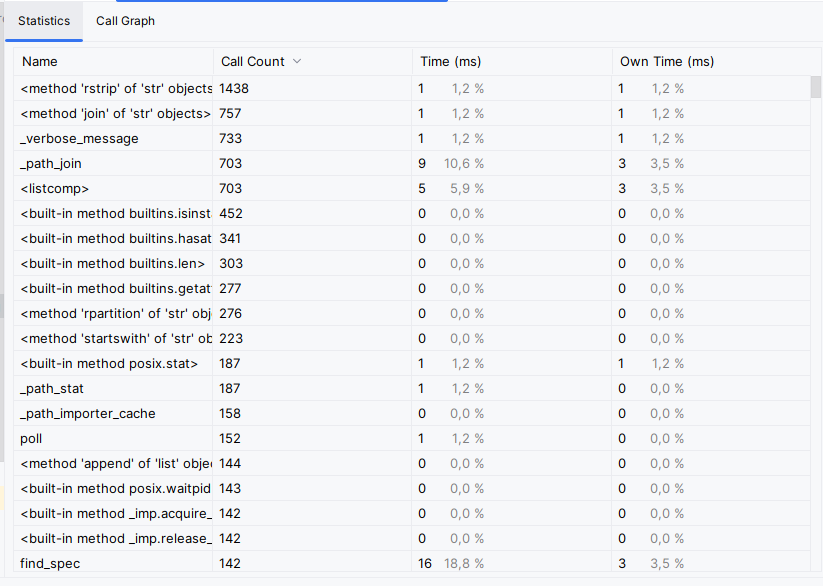 Statistics Call Graph
Name Call Count Time (ms) Own Time (ms)
<method 'rstrip' of 'str' objects 1438 1 1,2 % 1 1,2 %
<method 'join' of 'str' objects> 757 1 1,2 % 1 1,2 %
_verbose_message 733 1 1,2 % 1 1,2 %
_path_join 703 9 10,6 % 3 3,5 %
<listcomp> 703 5 5,9 % 3 3,5 %
<built-in method builtins.isinst 452 0 0,0 % 0 0,0 %
<built-in method builtins.hasat 341 0 0,0 % 0 0,0 %
<built-in method builtins.len> 303 0 0,0 % 0 0,0 %
<built-in method builtins.getat 277 0 0,0 % 0 0,0 %
<method 'rpartition' of 'str' obj 276 0 0,0 % 0 0,0 %
<method 'startswith' of 'str' ob 223 0 0,0 % 0 0,0 %
<built-in method posix.stat> 187 1 1,2 % 1 1,2 %
_path_stat 187 1 1,2 % 0 0,0 %
_path_importer_cache 158 0 0,0 % 0 0,0 %
poll 152 1 1,2 % 0 0,0 %
<method 'append' of 'list' obje 144 0 0,0 % 0 0,0 %
<built-in method posix.waitpid 143 0 0,0 % 0 0,0 %
<built-in method _imp.acquire_ 142 0 0,0 % 0 0,0 %
<built-in method _imp.release_ 142 0 0,0 % 0 0,0 %
find_spec 142 16 18,8 % 3 3,5 %